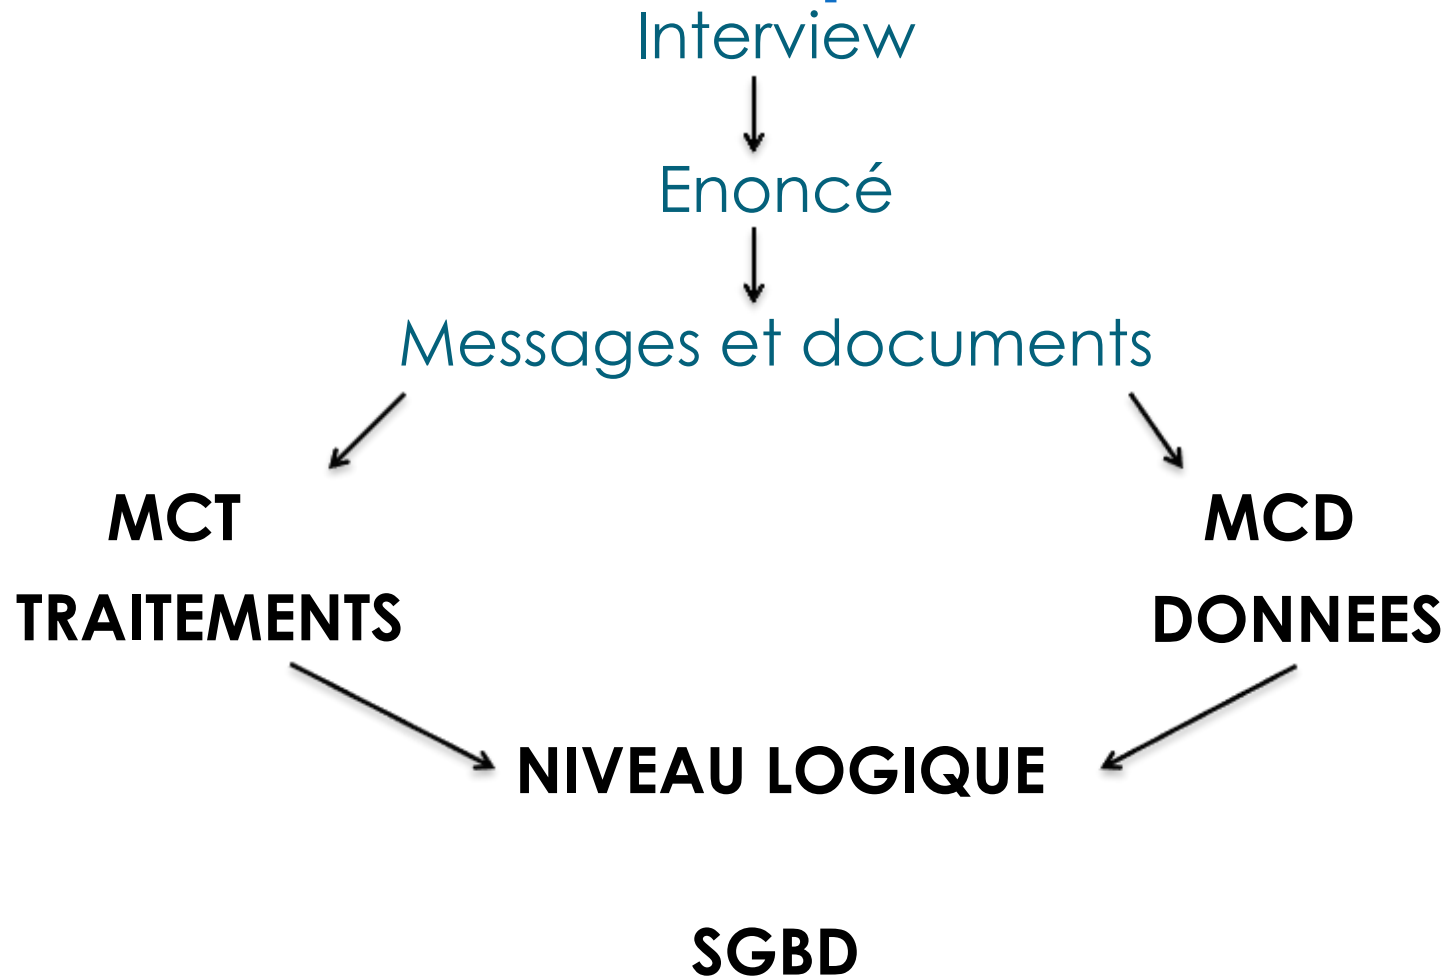 Interview
Enoncé
Messages et documents
MCT
MCD
TRAITEMENTS
DONNEES
NIVEAU LOGIQUE
SGBD